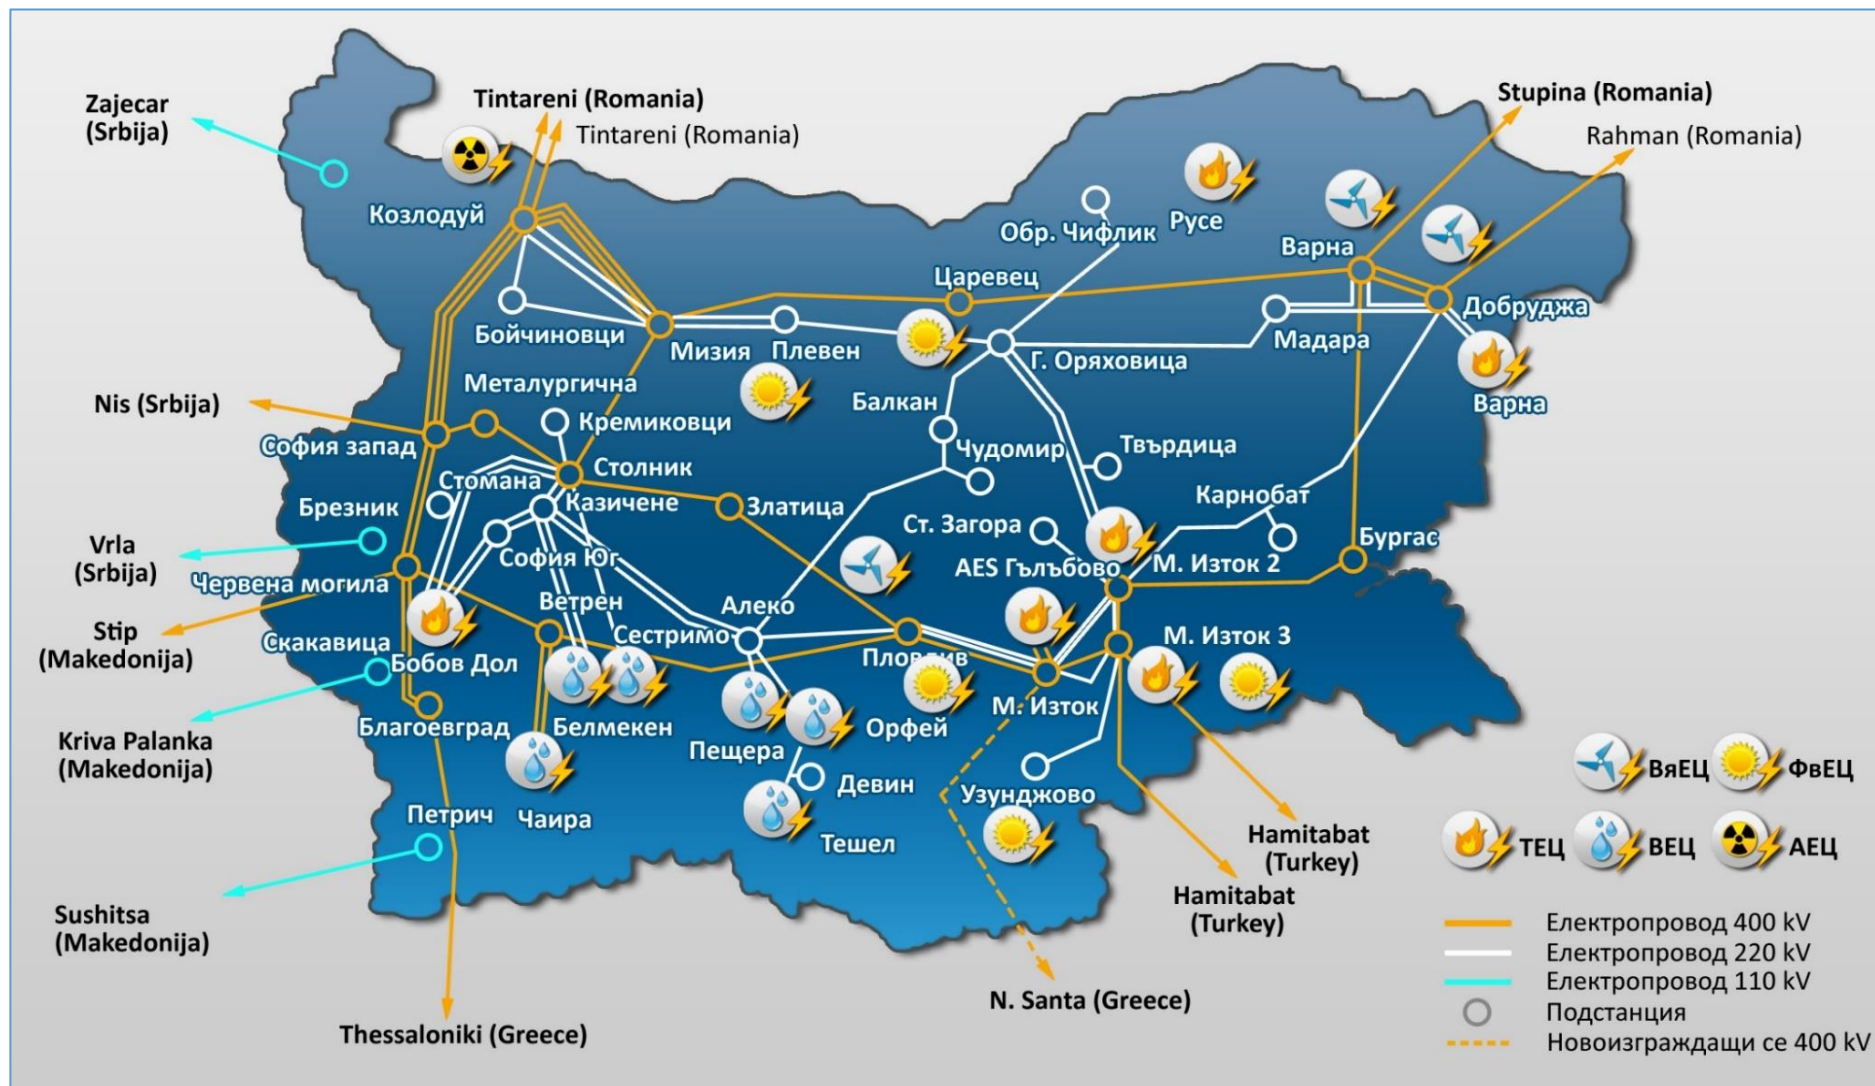 Zajecar
(Srbija)
Tintareni (Romania)
Tintareni (Romania)
Stupina (Romania)
Rahman (Romania)
Козлодуй
Обр. Чифлик
Русе
Варна
Царевец
Добруджа
Бойчиновци
Мизия
Плевен
Г. Оряховица
Мадара
Варна
Металургична
Nis (Srbija)
Кремиковци
Балкан
София запад
Чудомир
Твърдица
Столник
Стомана
Казичене
Брезник
Златица
Карнобат
Ст. Загора
Бургас
Vrla
(Srbija)
София Юг
AES Гълъбово
М. Изток 2
Червена могила
Ветрен
Алеко
Stip
(Makedonija)
Скакавица
Сестримо
М. Изток 3
Бобов Дол
Пловдив
Благоевград
Белмекен
Пещера
Орфей
М. Изток
Kriva Palanka
(Makedonija)
Девин
Узунджово
Петрич
Чаира
Тешел
Hamitabat
(Turkey)
Hamitabat
(Turkey)
Sushitsa
(Makedonija)
N. Santa (Greece)
Thessaloniki (Greece)
ВяЕЦ
ФвЕЦ
ТЕЦ
ВЕЦ
АЕЦ
Електропровод 400 kV
Електропровод 220 kV
Електропровод 110 kV
Подстанция
Новоизграждащи се 400 kV